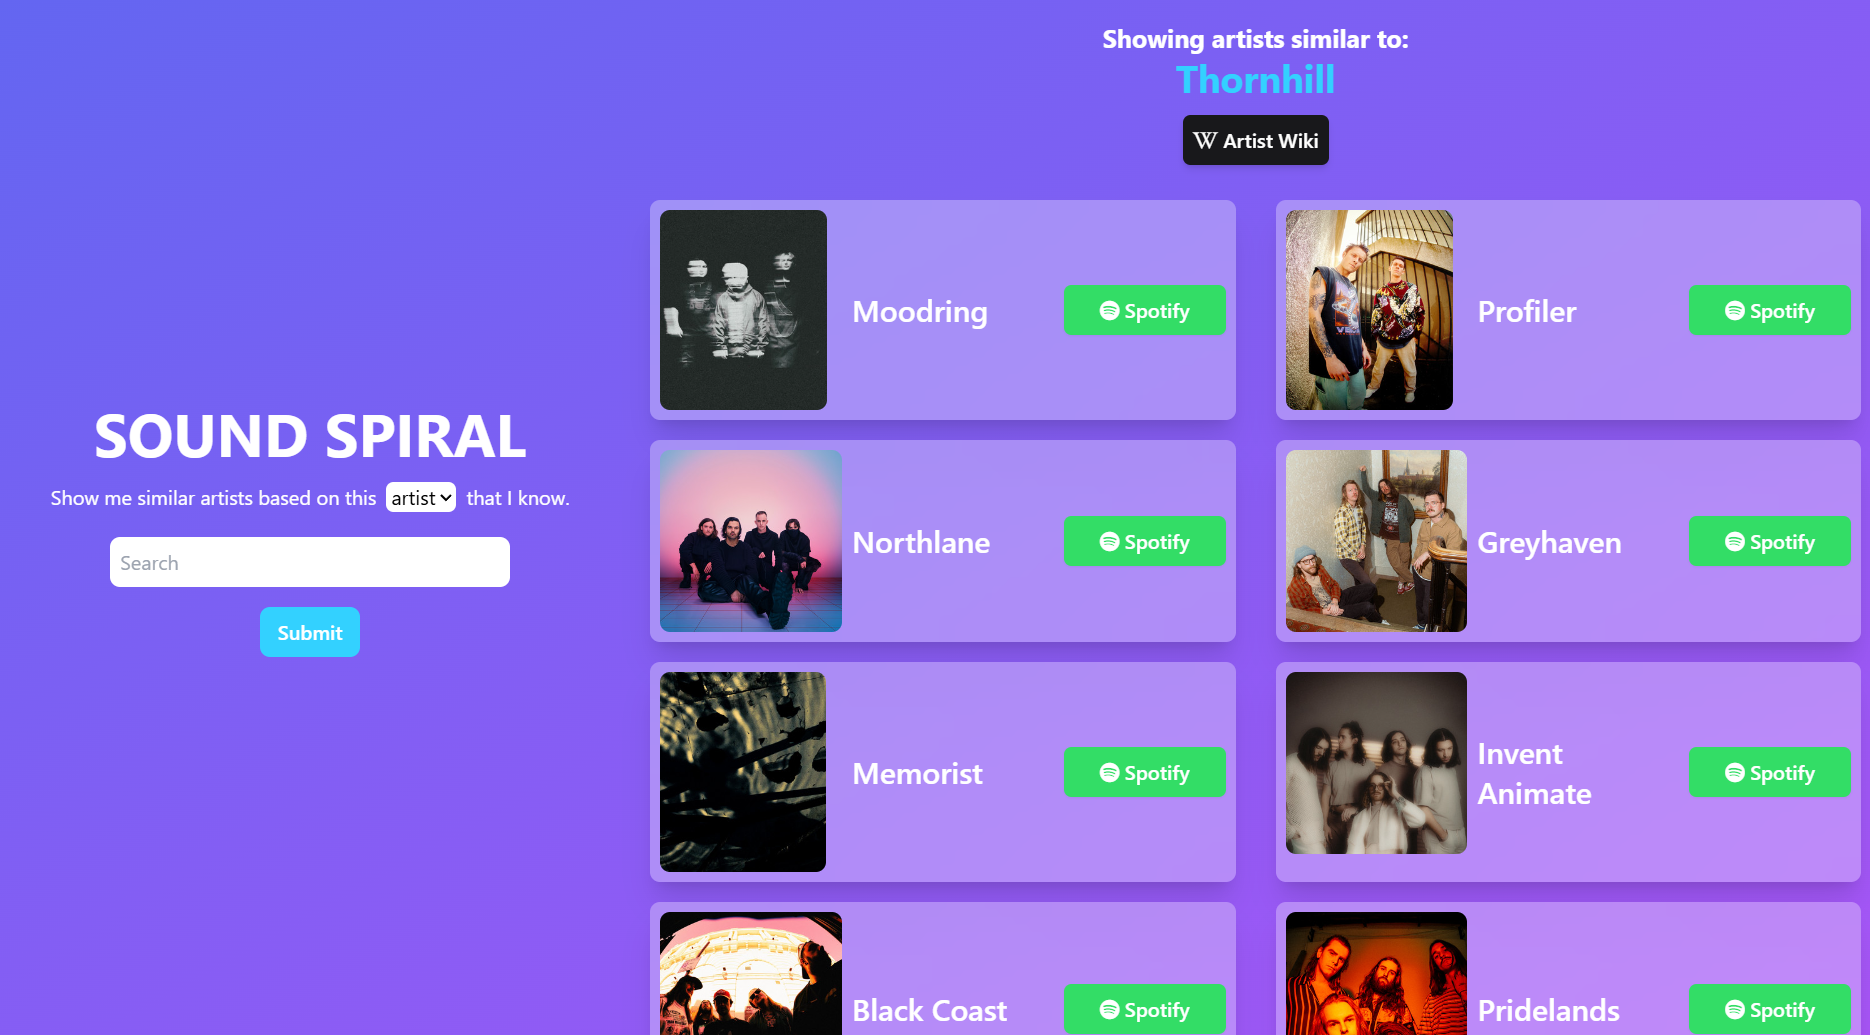 Showing artists similar to:
Thornhill
W Artist Wiki
SOUND SPIRAL
Show me similar artists based on this artist that I know.
Search
Submit
Moodring
Spotify
Profiler
Spotify
Northlane
Spotify
Greyhaven
Spotify
Memorist
Spotify
Invent
Animate
Spotify
Black Coast
Spotify
Pridelands
Spotify